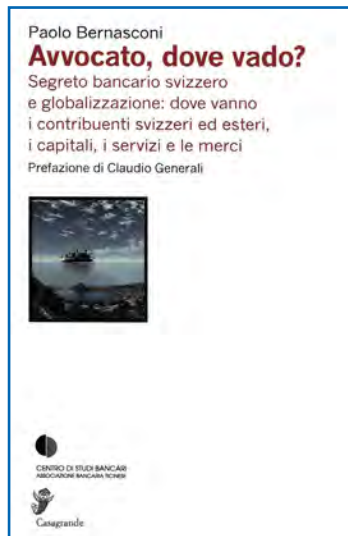 Paolo Bernasconi
Avvocato, dove vado?
Segreto bancario svizzero
e globalizzazione: dove vanno
i contribuenti svizzeri ed esteri,
i capitali, i servizi e le merci
Prefazione di Claudio Generali
CENTRO DI STUDI BANCARI
ASSOCIAZIONE BANCARIA TICINESE
Casagrande